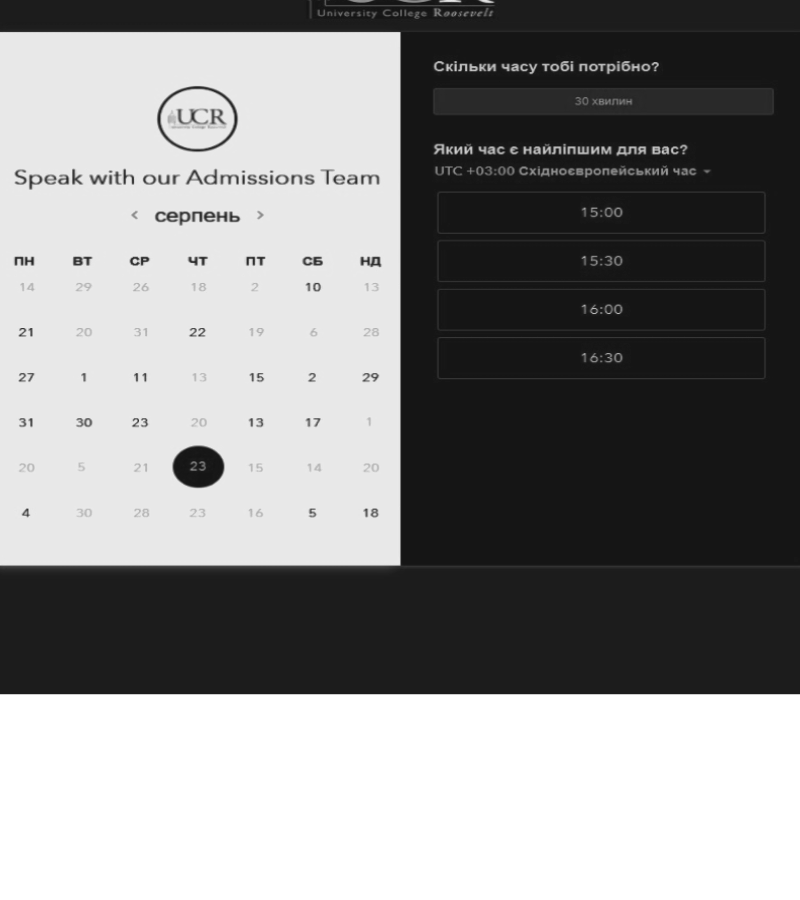 University College Roosevelt
UCR
Speak with our Admissions Team
< серпень >
ПН ВТ СР ЧТ ПТ СБ НД
14 29 26 18 2 10 13
21 20 31 22 19 6 28
27 1 11 13 15 2 29
31 30 23 20 13 17 1
20 5 21 23 15 14 20
4 30 28 23 16 5 18
Скільки часу тобі потрібно?
30 хвилин
Який час є найліпшим для вас?
UTC +03:00 Східноєвропейський час
15:00
15:30
16:00
16:30